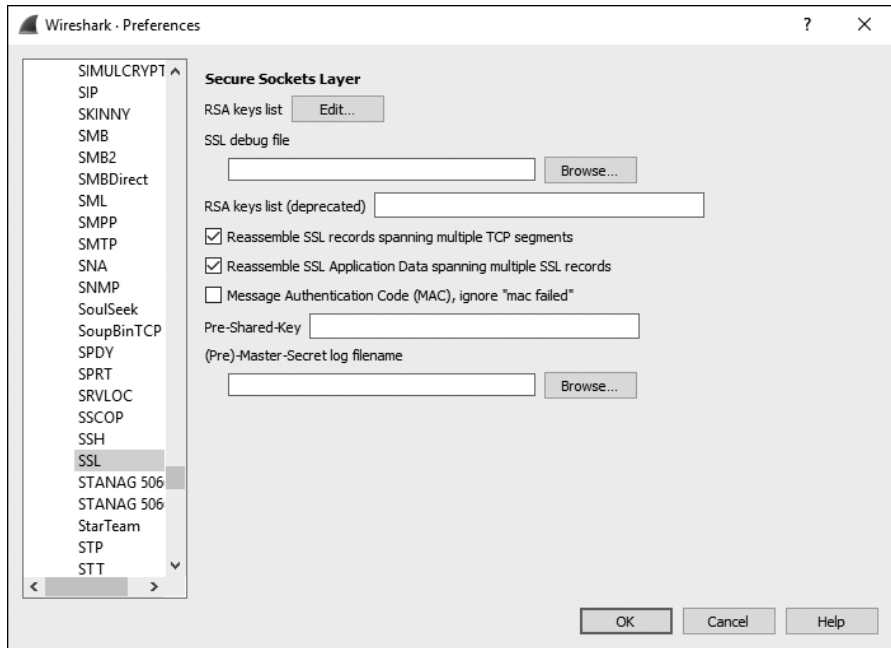 Wireshark · Preferences
? ×
SIMULCRYPT
SIP
SKINNY
SMB
SMB2
SMBDirect
SML
SMPP
SMTP
SNA
SNMP
SoulSeek
SoupBinTCP
SPDY
SPRT
SRVLOC
SSCOP
SSH
SSL
STANAG 506
STANAG 506
StarTeam
STP
STT
Secure Sockets Layer
RSA keys list Edit...
SSL debug file
Browse...
RSA keys list (deprecated)
Reassemble SSL records spanning multiple TCP segments
Reassemble SSL Application Data spanning multiple SSL records
Message Authentication Code (MAC), ignore "mac failed"
Pre-Shared-Key
(Pre)-Master-Secret log filename
Browse...
OK Cancel Help